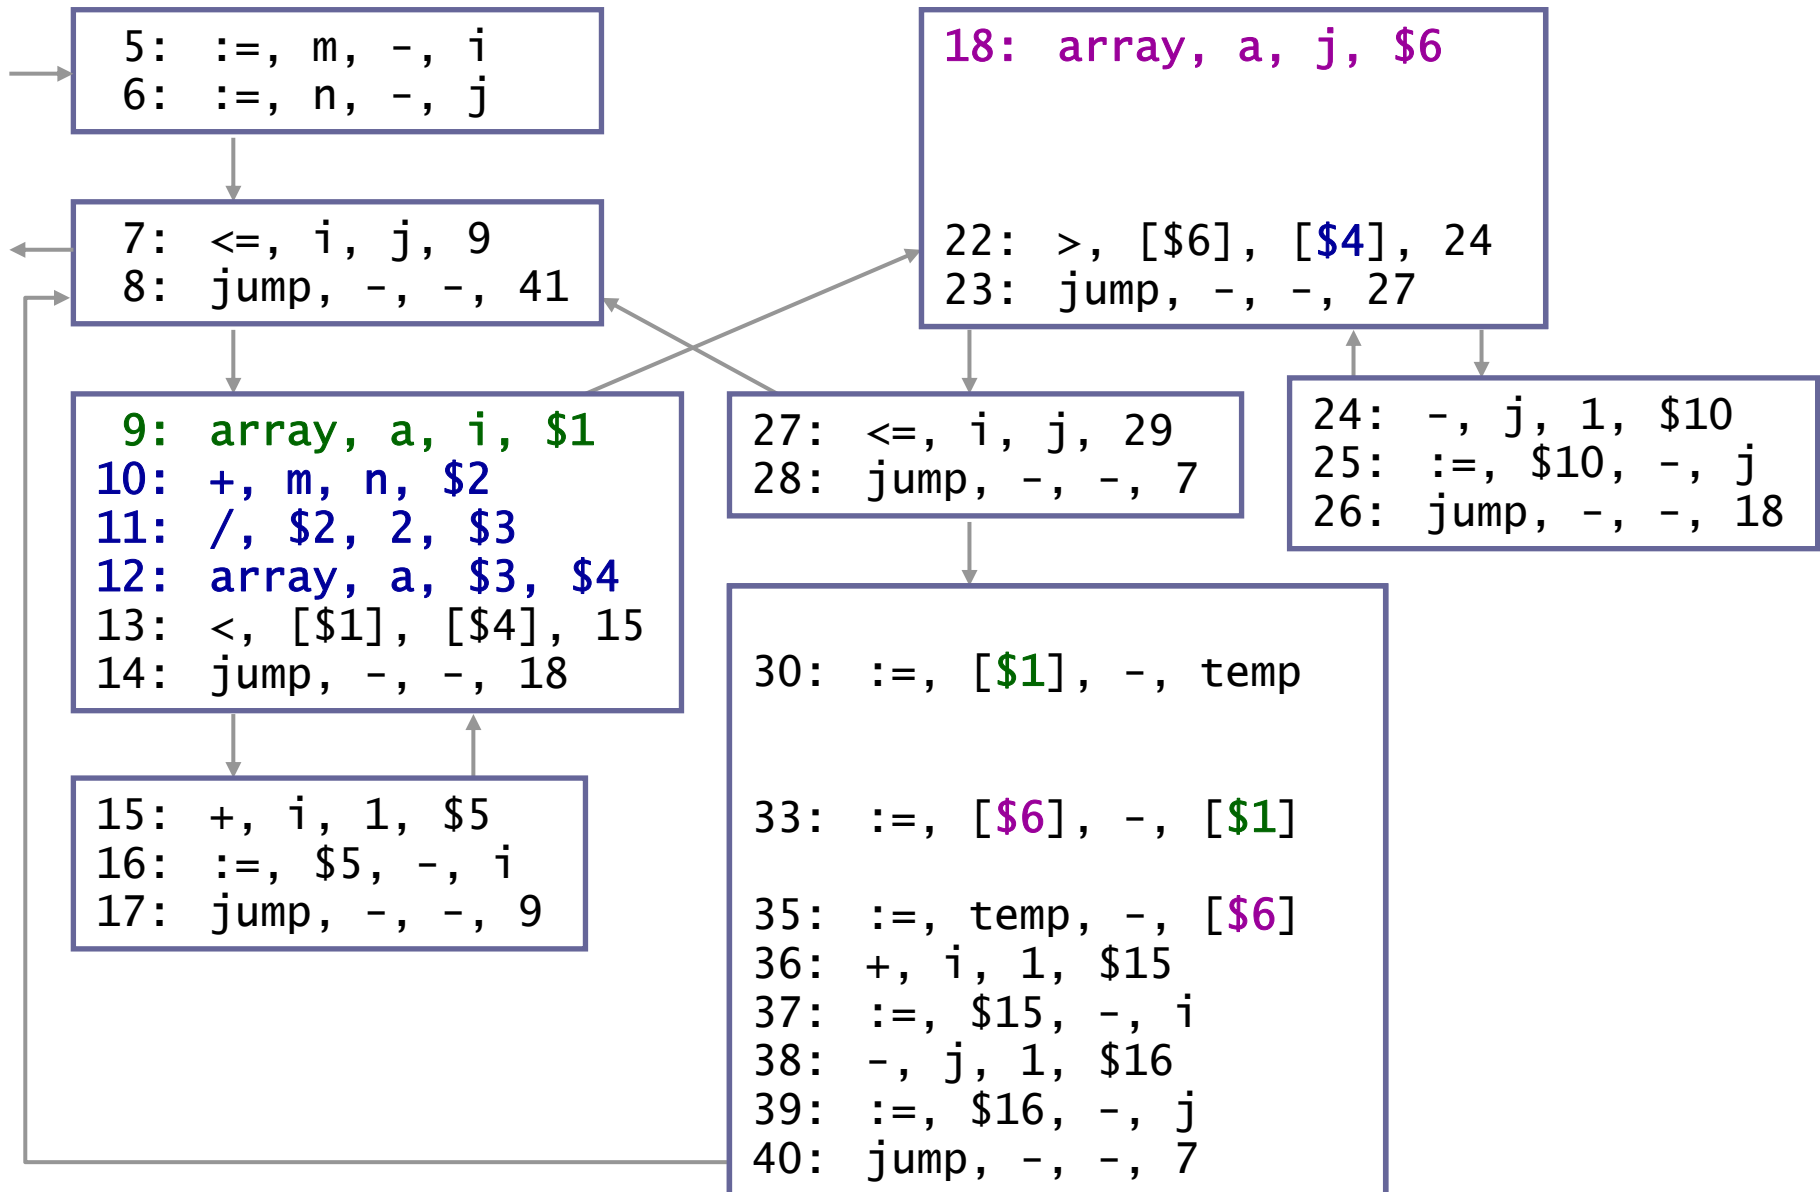 5: :=, m, -, i
6: :=, n, -, j
7: <=, i, j, 9
8: jump, -, -, 41
9: array, a, i, $1
10: +, m, n, $2
11: /, $2, 2, $3
12: array, a, $3, $4
13: <, [$1], [$4], 15
14: jump, -, -, 18
15: +, i, 1, $5
16: :=, $5, -, i
17: jump, -, -, 9
18: array, a, j, $6
22: >, [$6], [$4], 24
23: jump, -, -, 27
24: -, j, 1, $10
25: :=, $10, -, j
26: jump, -, -, 18
27: <=, i, j, 29
28: jump, -, -, 7
30: :=, [$1], -, temp
33: :=, [$6], -, [$1]
35: :=, temp, -, [$6]
36: +, i, 1, $15
37: :=, $15, -, i
38: -, j, 1, $16
39: :=, $16, -, j
40: jump, -, -, 7